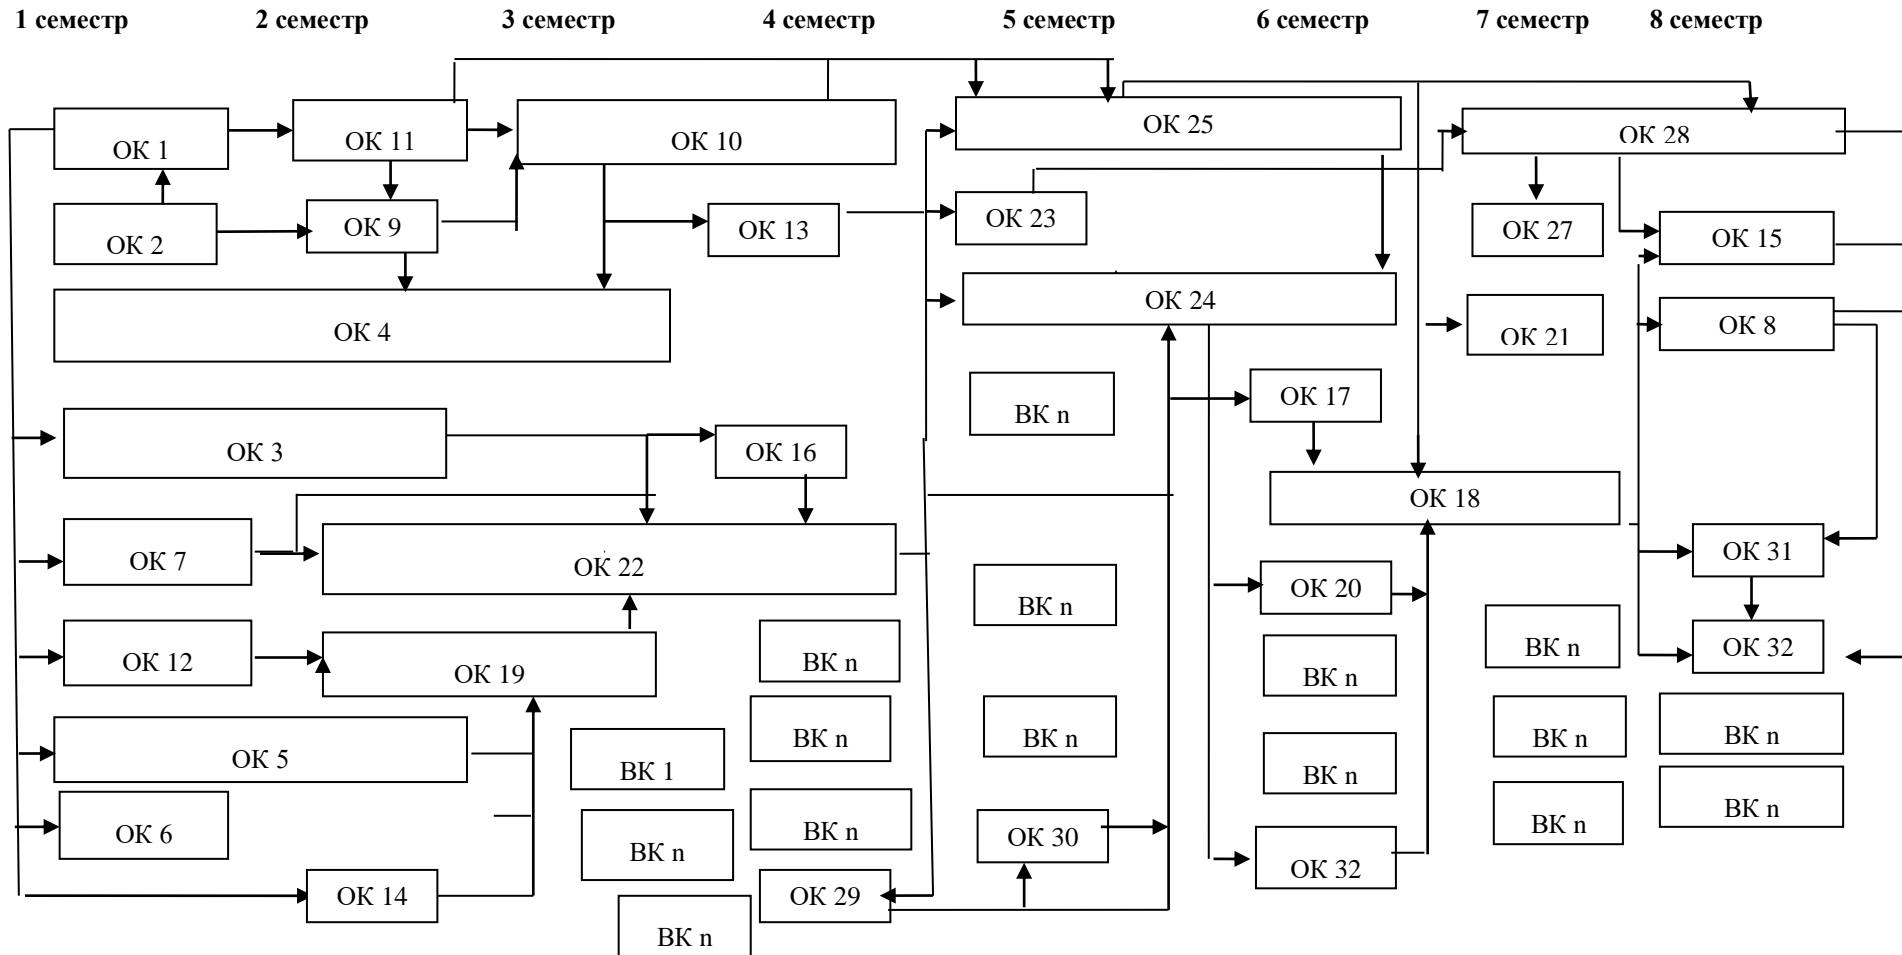 1 семестр 2 семестр 3 семестр 4 семестр 5 семестр 6 семестр 7 семестр 8 семестр
ОК 1
ОК 11
ОК 10
ОК 25
ОК 28
ОК 2
ОК 9
ОК 13
ОК 23
ОК 27
ОК 15
ОК 4
ОК 24
ОК 21
ОК 8
ВК n
ОК 17
ОК 3
ОК 16
ОК 18
ОК 7
ОК 22
ВК n
ОК 20
ОК 31
ОК 12
ОК 19
ВК n
ВК n
ВК n
ОК 32
ОК 5
ВК 1
ВК n
ВК n
ВК n
ВК n
ВК n
ОК 6
ВК n
ВК n
ОК 30
ОК 32
ВК n
ВК n
ОК 14
ВК n
ОК 29